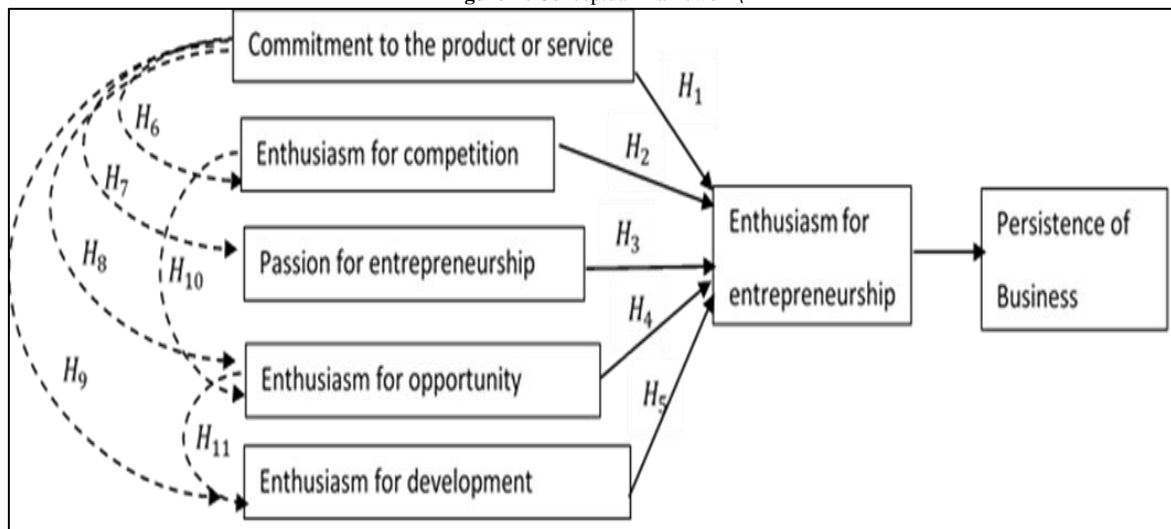 Commitment to the product or service
H₁
H₆
Enthusiasm for competition
H₂
H₇
Passion for entrepreneurship
H₃
Enthusiasm for
entrepreneurship
Persistence of
Business
H₈
H₁₀
H₄
Enthusiasm for opportunity
H₉
H₅
H₁₁
Enthusiasm for development